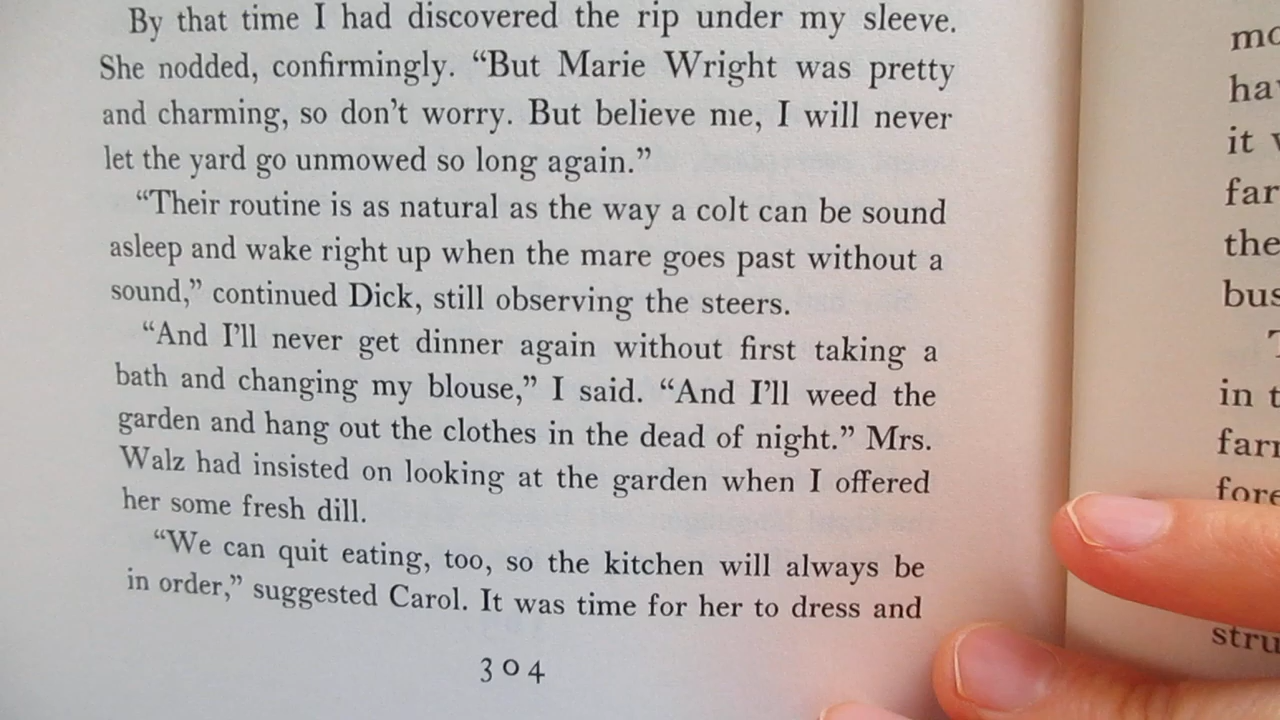 By that time I had discovered the rip under my sleeve.
She nodded, confirmingly. “But Marie Wright was pretty
and charming, so don’t worry. But believe me, I will never
let the yard go unmowed so long again.”
“Their routine is as natural as the way a colt can be sound
asleep and wake right up when the mare goes past without a
sound,” continued Dick, still observing the steers.
“And I’ll never get dinner again without first taking a
bath and changing my blouse,” I said. “And I’ll weed the
garden and hang out the clothes in the dead of night.” Mrs.
Walz had insisted on looking at the garden when I offered
her some fresh dill.
“We can quit eating, too, so the kitchen will always be
in order,” suggested Carol. It was time for her to dress and
304
it
the
in